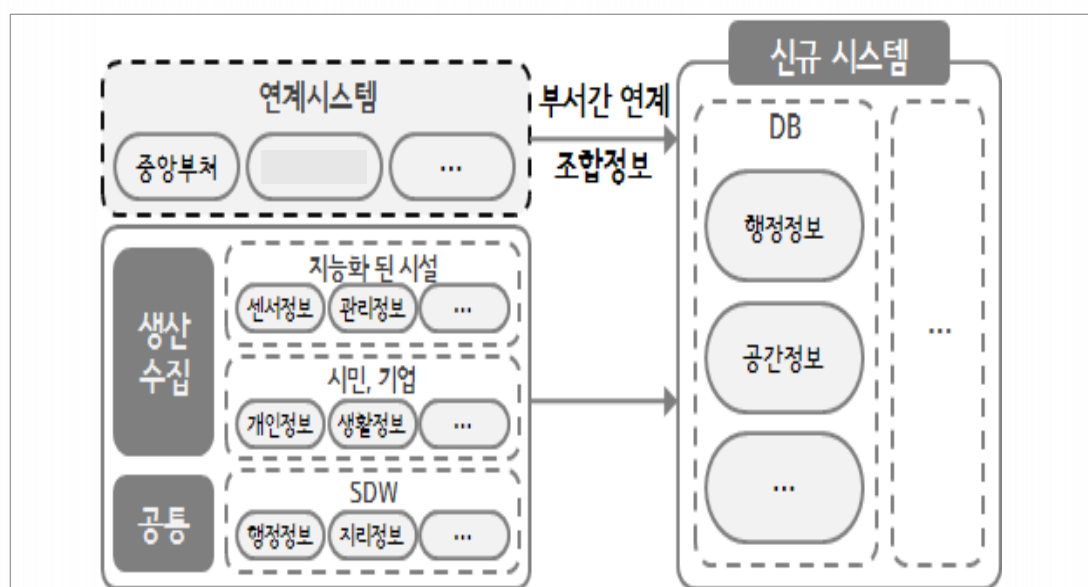 연계시스템
중앙부처
...
부서간 연계
조합정보
생산
수집
지능화 된 시설
센서정보 관리정보 ...
시민, 기업
개인정보 생활정보 ...
공통
SDW
행정정보 지리정보 ...
신규 시스템
DB
행정정보
공간정보
...
...